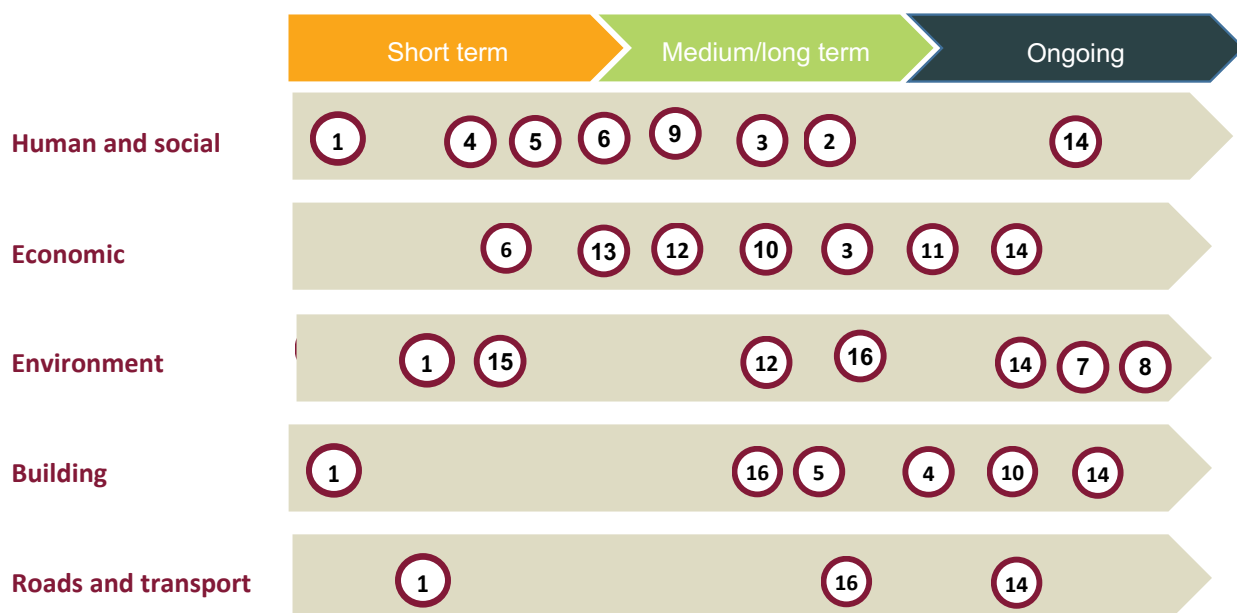 Short term Medium/long term Ongoing
Human and social 1 4 5 6 9 3 2 14
Economic 6 13 12 10 3 11 14
Environment 1 15 12 16 14 7 8
Building 1 16 5 4 10 14
Roads and transport 1 16 14